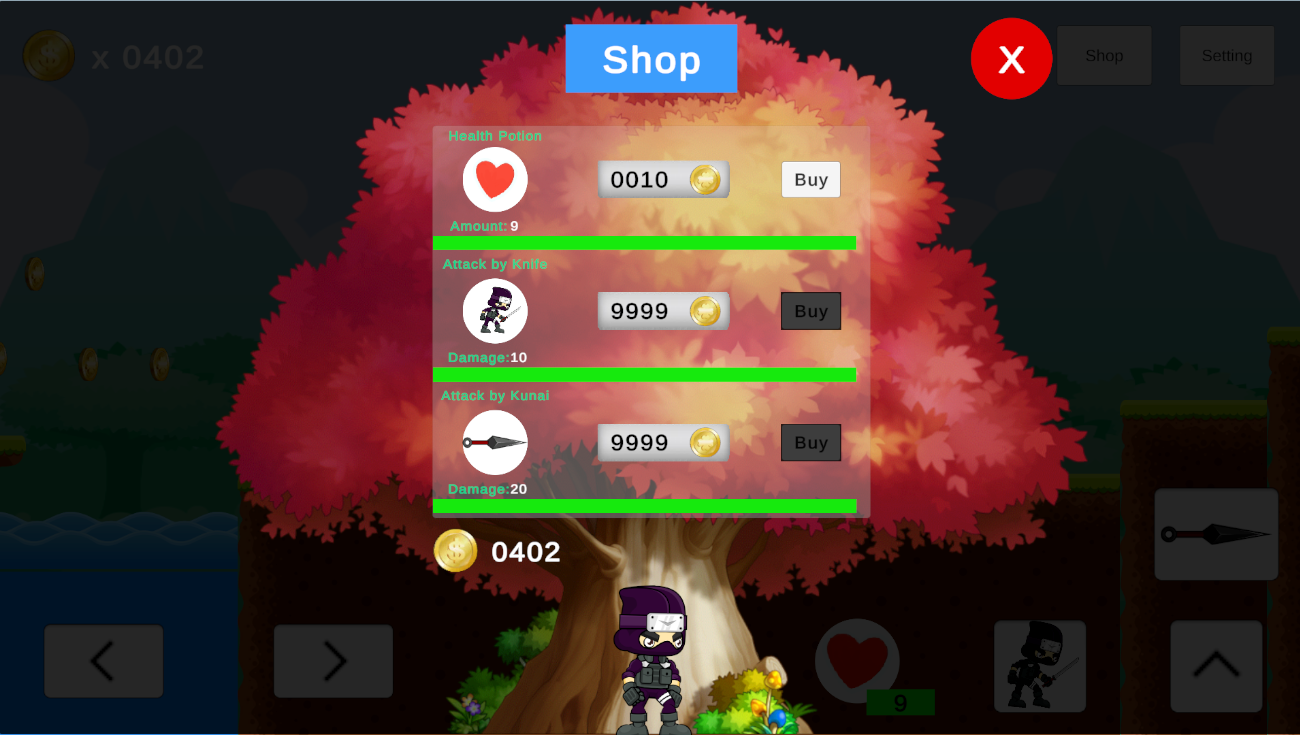 x 0402
Shop
X
Shop
Setting
Health Potion
0010
Buy
Amount: 9
Attack by Knife
9999
Buy
Damage:10
Attack by Kunai
9999
Buy
Damage:20
0402
9